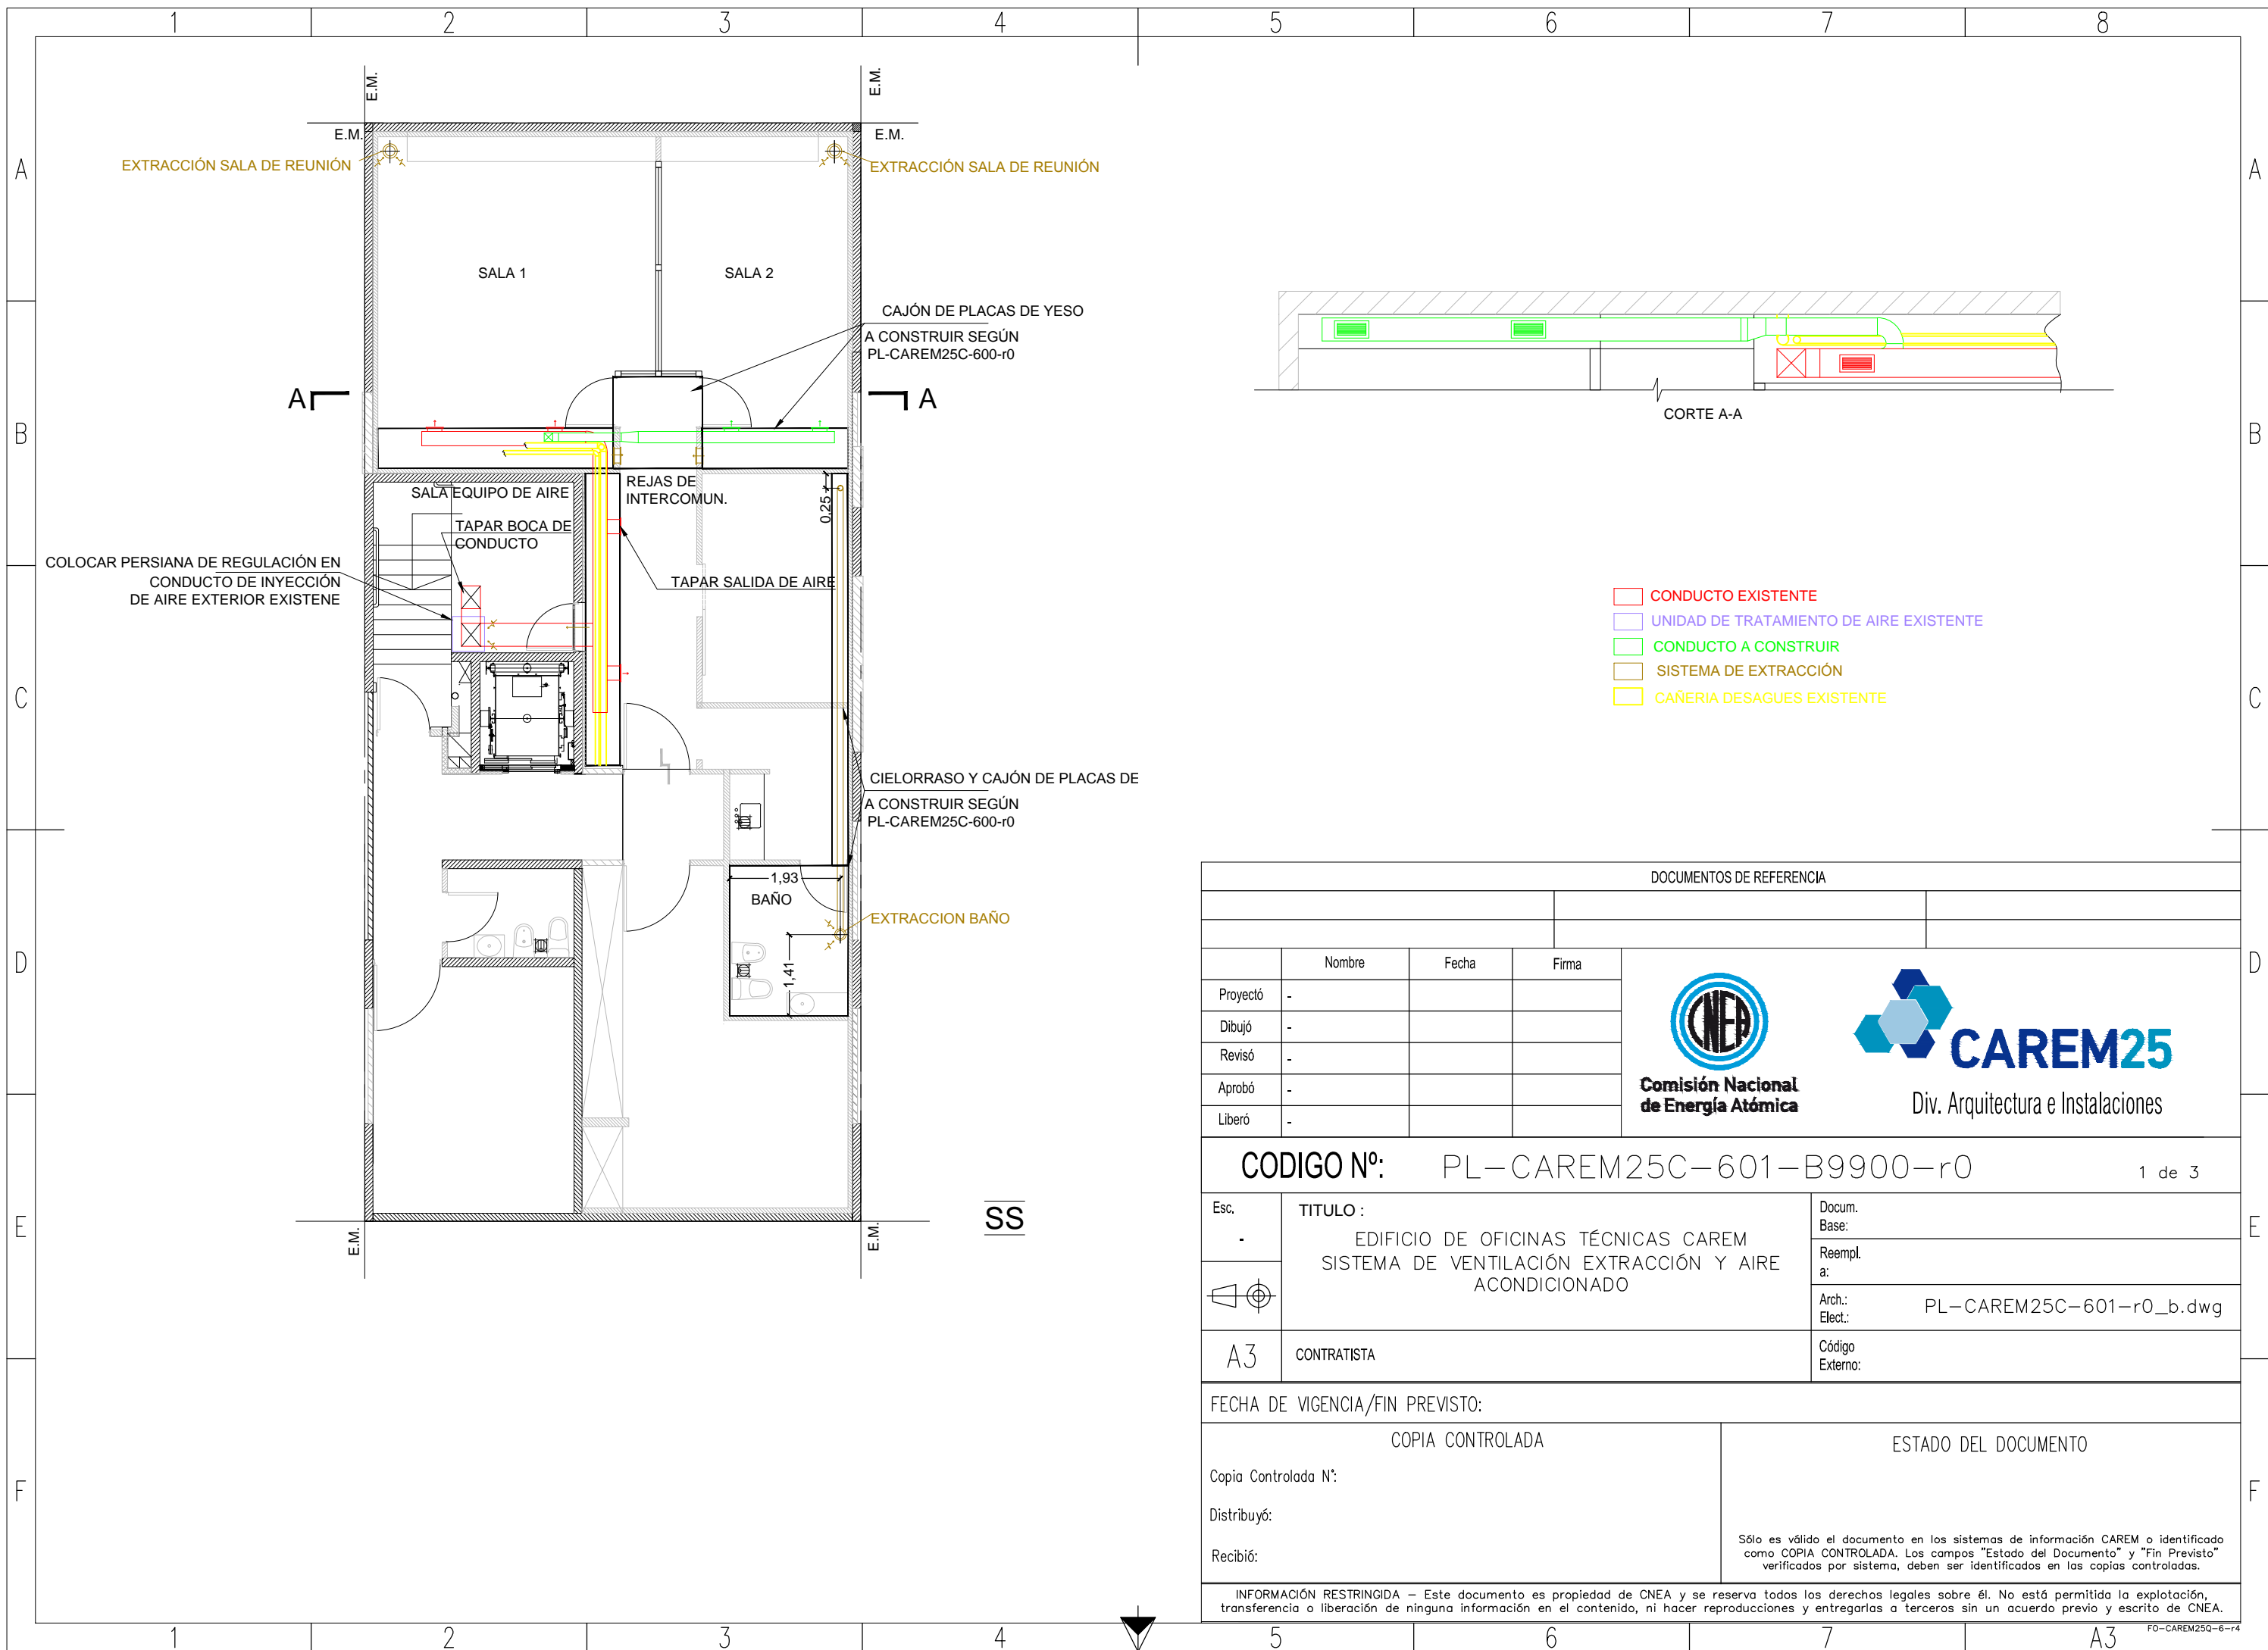 1 2 3 4 5 6 7 8
A
B
C
D
E
F
A
B
C
D
E
F
E.M.
E.M.
E.M.
E.M.
EXTRACCIÓN SALA DE REUNIÓN
EXTRACCIÓN SALA DE REUNIÓN
SALA 1
SALA 2
CAJÓN DE PLACAS DE YESO
A CONSTRUIR SEGÚN
PL-CAREM25C-600-r0
A
A
SALA EQUIPO DE AIRE
REJAS DE
INTERCOMUN.
0,25
TAPAR BOCA DE
CONDUCTO
COLOCAR PERSIANA DE REGULACIÓN EN
CONDUCTO DE INYECCIÓN
DE AIRE EXTERIOR EXISTENE
TAPAR SALIDA DE AIRE
CIELORRASO Y CAJÓN DE PLACAS DE
A CONSTRUIR SEGÚN
PL-CAREM25C-600-r0
1,93
BAÑO
EXTRACCION BAÑO
1,41
E.M.
E.M.
SS
CORTE A-A
CONDUCTO EXISTENTE
UNIDAD DE TRATAMIENTO DE AIRE EXISTENTE
CONDUCTO A CONSTRUIR
SISTEMA DE EXTRACCIÓN
CAÑERIA DESAGUES EXISTENTE
DOCUMENTOS DE REFERENCIA
Nombre Fecha Firma
Proyectó -
Dibujó -
Revisó -
Aprobó -
Liberó -
CNEA
Comisión Nacional
de Energía Atómica
CAREM25
Div. Arquitectura e Instalaciones
CODIGO Nº: PL-CAREM25C-601-B9900-r0 1 de 3
Esc.
-
TITULO :
EDIFICIO DE OFICINAS TÉCNICAS CAREM
SISTEMA DE VENTILACIÓN EXTRACCIÓN Y AIRE
ACONDICIONADO
Docum.
Base:
Reempl.
a:
Arch.:
Elect.:
PL-CAREM25C-601-r0_b.dwg
A3
CONTRATISTA
Código
Externo:
FECHA DE VIGENCIA/FIN PREVISTO:
COPIA CONTROLADA
Copia Controlada N°:
Distribuyó:
Recibió:
ESTADO DEL DOCUMENTO
Sólo es válido el documento en los sistemas de información CAREM o identificado
como COPIA CONTROLADA. Los campos "Estado del Documento" y "Fin Previsto"
verificados por sistema, deben ser identificados en las copias controladas.
INFORMACIÓN RESTRINGIDA - Este documento es propiedad de CNEA y se reserva todos los derechos legales sobre él. No está permitida la explotación,
transferencia o liberación de ninguna información en el contenido, ni hacer reproducciones y entregarlas a terceros sin un acuerdo previo y escrito de CNEA.
1 2 3 4 5 6 7 A3
FO-CAREM25Q-6-r4